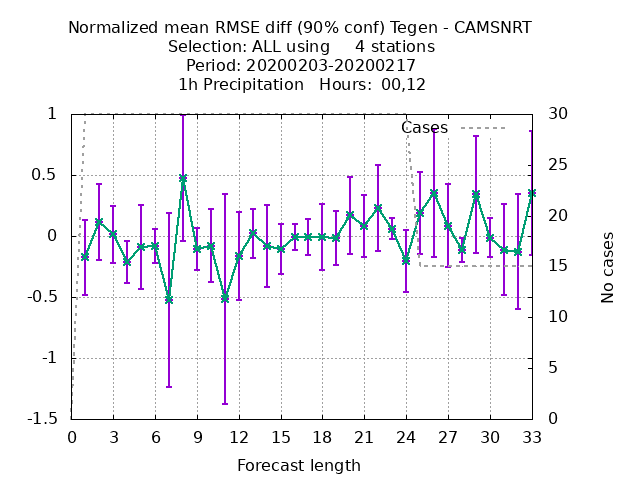 Normalized mean RMSE diff (90% conf) Tegen - CAMSNRT
Selection: ALL using     4 stations
Period: 20200203-20200217
1h Precipitation   Hours: 00,12
Cases
1
0.5
0
-0.5
-1
-1.5
30
25
20
15
10
5
0
No cases
0 3 6 9 12 15 18 21 24 27 30 33
Forecast length